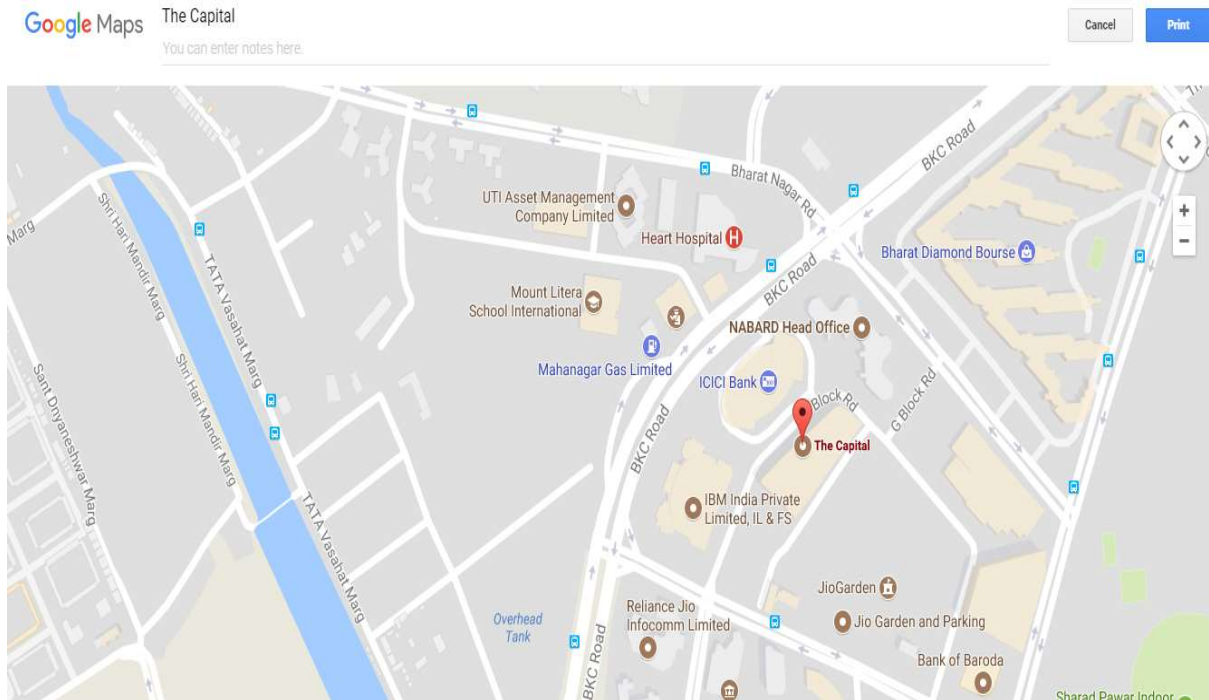 Google Maps
The Capital
You can enter notes here.
Cancel
Print
BKC Road
Bharat Nagar Rd
UTI Asset Management
Company Limited
Heart Hospital
Marg
Shri Hari Mandir Marg
TATA Vasahat Marg
BKC Road
Bharat Diamond Bourse
Mount Litera
School International
NABARD Head Office
Mahanagar Gas Limited
ICICI Bank
Block Rd
G Block Rd
Sant Dnyaneshwar Marg
Shri Hari Mandir Marg
BKC Road
The Capital
IBM India Private
Limited, IL & FS
TATA Vasahat Marg
JioGarden
Overhead
Tank
Reliance Jio
Infocomm Limited
Jio Garden and Parking
BKC Road
Bank of Baroda
Sharad Pawar Indoor